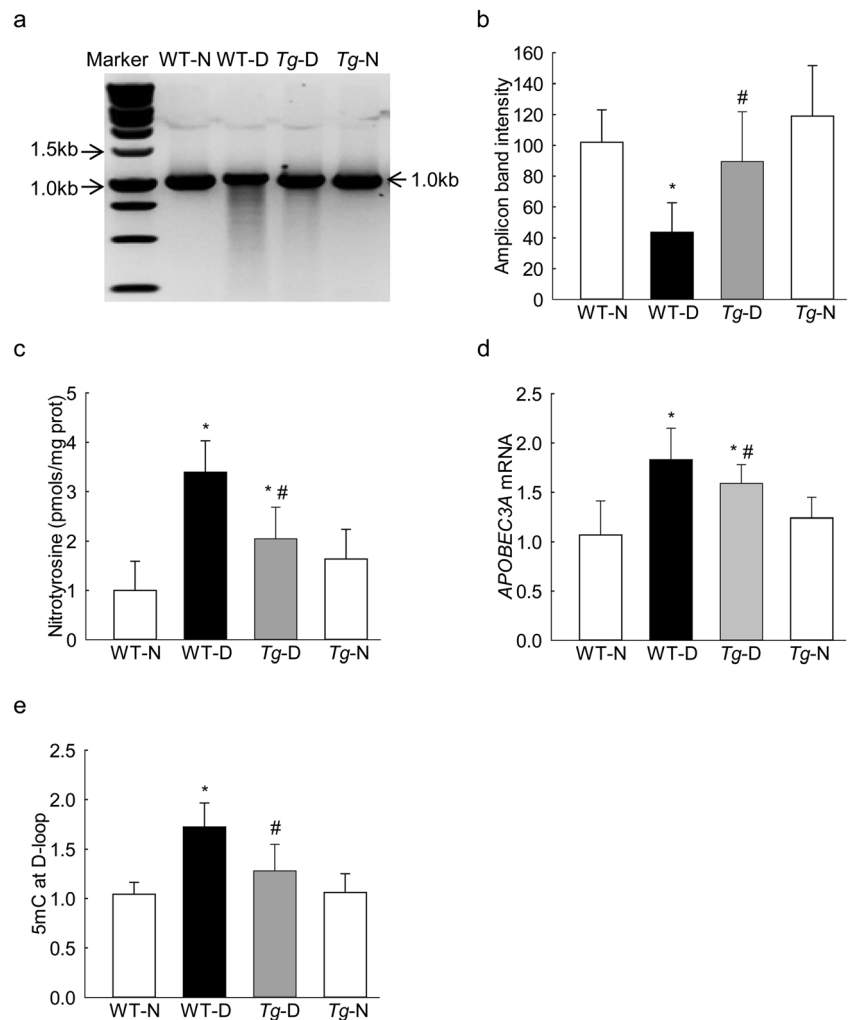 a
Marker WT-N WT-D Tg-D Tg-N
1.5kb
1.0kb
1.0kb
b
Amplicon band intensity
160
140
120
100
80
60
40
20
0
*
#
WT-N WT-D Tg-D Tg-N
c
Nitrotyrosine (pmols/mg prot)
5
4
3
2
1
0
*
* #
WT-N WT-D Tg-D Tg-N
d
APOBEC3A mRNA
2.5
2.0
1.5
1.0
0.5
0.0
*
* #
WT-N WT-D Tg-D Tg-N
e
5mC at D-loop
2.5
2.0
1.5
1.0
0.5
0.0
*
#
WT-N WT-D Tg-D Tg-N